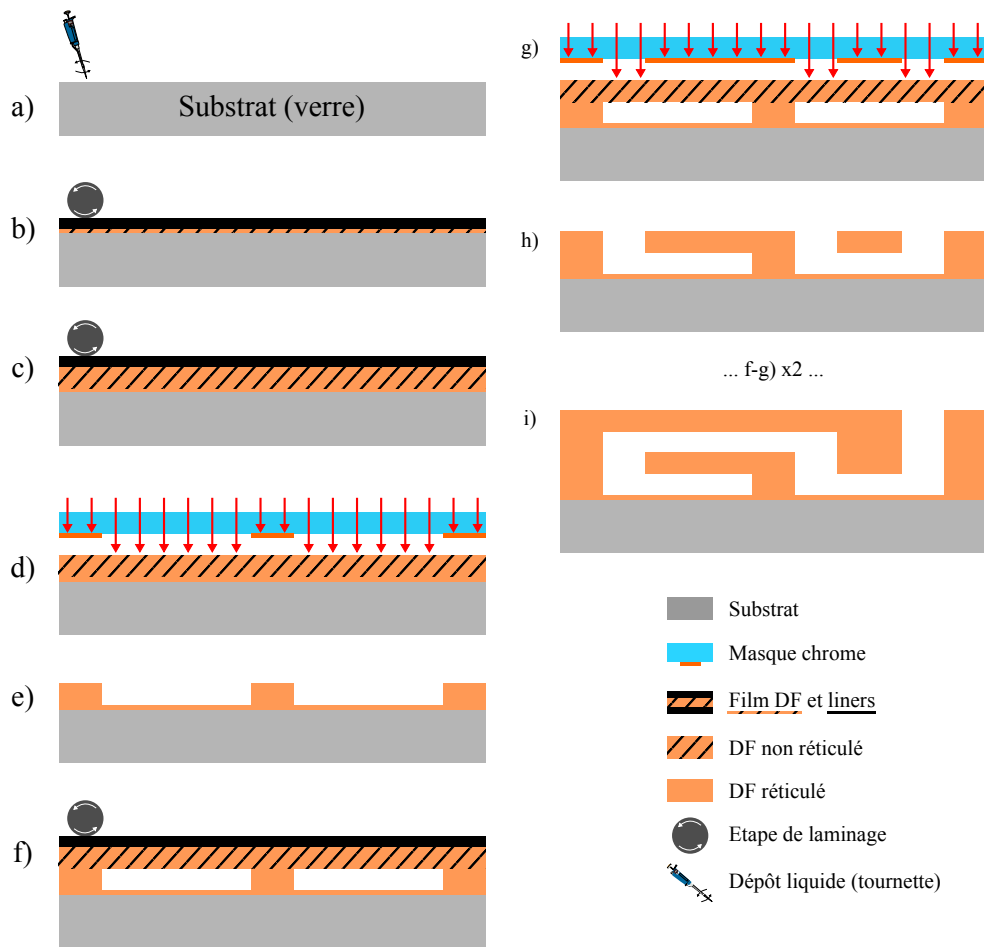 a)
Substrat (verre)
b)
c)
d)
e)
f)
g)
h)
... f-g) x2 ...
i)
Substrat
Masque chrome
Film DF et liners
DF non réticulé
DF réticulé
Etape de laminage
Dépôt liquide (tournette)